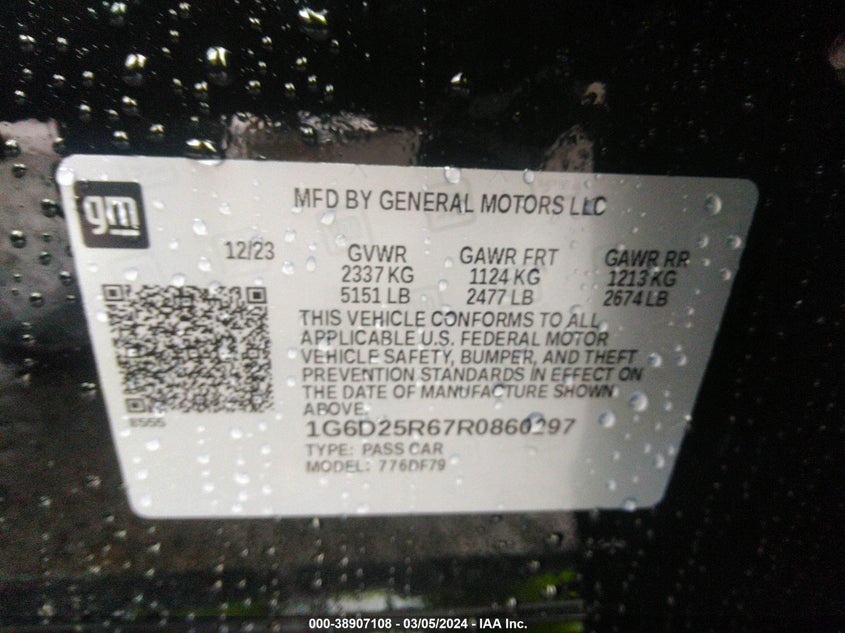 gm
MFD BY GENERAL MOTORS LLC
12/23 GVWR GAWR FRT GAWR RR
2337 KG 1124 KG 1213 KG
5151 LB 2477 LB 2674 LB
THIS VEHICLE CONFORMS TO ALL
APPLICABLE U.S. FEDERAL MOTOR
VEHICLE SAFETY, BUMPER, AND THEFT
PREVENTION STANDARDS IN EFFECT ON
THE DATE OF MANUFACTURE SHOWN
ABOVE.
8555
1G6D25R67R0860297
TYPE: PASS CAR
MODEL: 776DF79
000-38907108 - 03/05/2024 - IAA Inc.